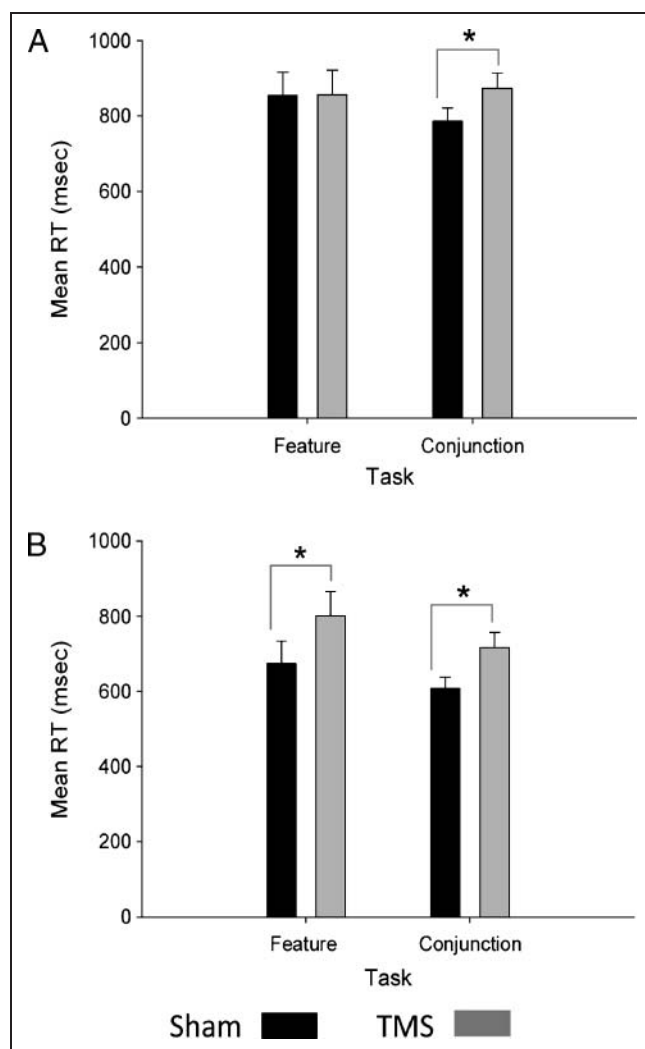 A
1000
*
800
600
400
200
0
Mean RT (msec)
Feature Conjunction
Task
B
1000
*
*
800
600
400
200
0
Mean RT (msec)
Feature Conjunction
Task
Sham TMS